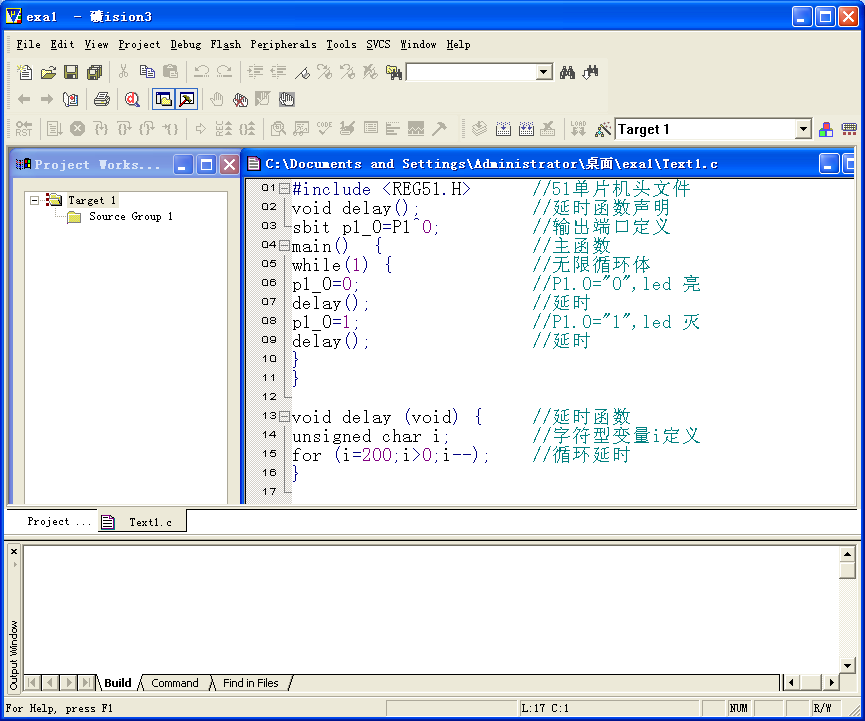 exa1 - 礦ision3
File Edit View Project Debug Flash Peripherals Tools SVCS Window Help
RST CODE LOAD Target 1
Project Works...
C:\Documents and Settings\Administrator\桌面\exa1\Text1.c
Target 1
Source Group 1
01 #include <REG51.H> //51单片机头文件
02 void delay(); //延时函数声明
03 sbit p1_0=P1^0; //输出端口定义
04 main() { //主函数
05 while(1) { //无限循环体
06 p1_0=0; //P1.0="0",led 亮
07 delay(); //延时
08 p1_0=1; //P1.0="1",led 灭
09 delay(); //延时
10 }
11 }
12
13 void delay (void) { //延时函数
14 unsigned char i; //字符型变量i定义
15 for (i=200;i>0;i--); //循环延时
16 }
17
Project ... Text1.c
Output Window
Build Command Find in Files
For Help, press F1 L:17 C:1 NUM R/W